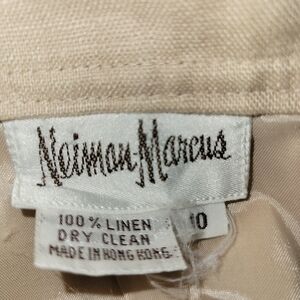 Neiman-Marcus
100% LINEN 10
DRY CLEAN
MADE IN HONG KONG